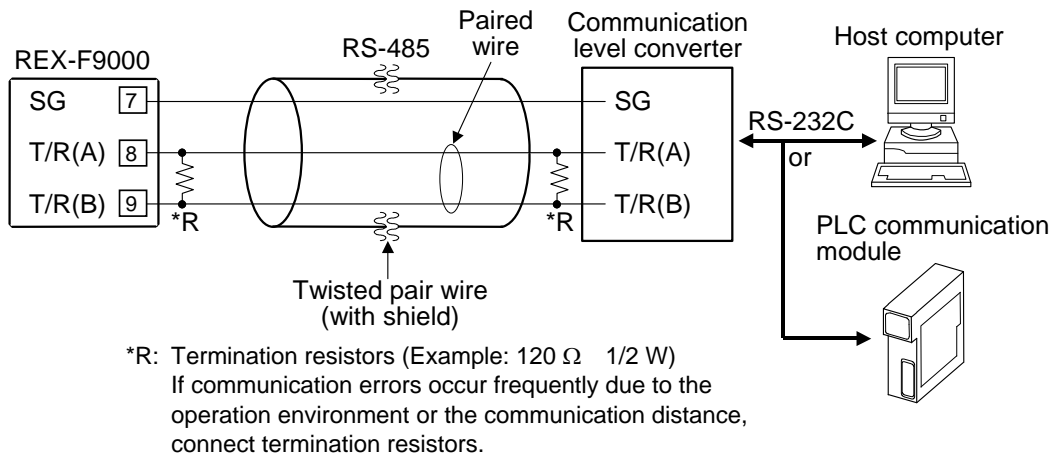 REX-F9000
SG 7
T/R(A) 8
T/R(B) 9
*R
RS-485
Paired
wire
Twisted pair wire
(with shield)
*R
Communication
level converter
SG
T/R(A)
T/R(B)
RS-232C
or
Host computer
PLC communication
module
*R: Termination resistors (Example: 120 Ω 1/2 W)
If communication errors occur frequently due to the
operation environment or the communication distance,
connect termination resistors.